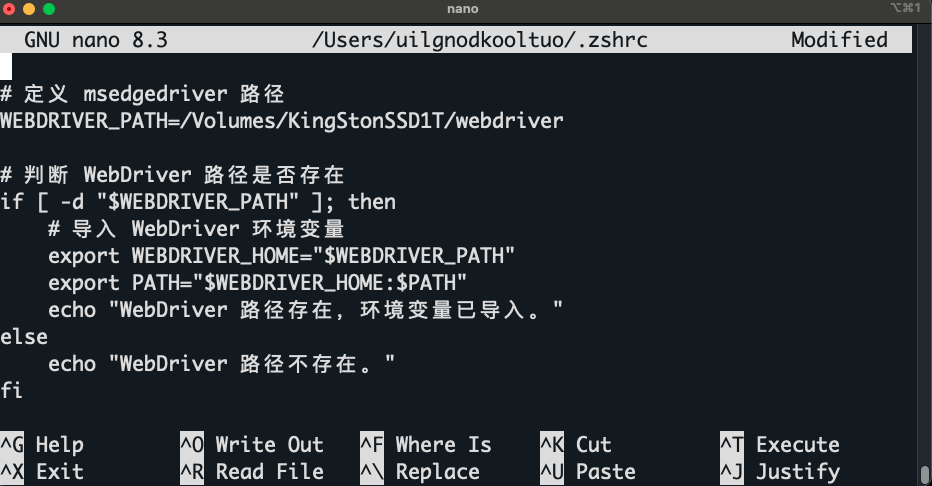 nano
⌥⌘1
GNU nano 8.3 /Users/uilgnodkooltuo/.zshrc Modified
# 定义 msedgedriver 路径
WEBDRIVER_PATH=/Volumes/KingStonSSD1T/webdriver
# 判断 WebDriver 路径是否存在
if [ -d "$WEBDRIVER_PATH" ]; then
    # 导入 WebDriver 环境变量
    export WEBDRIVER_HOME="$WEBDRIVER_PATH"
    export PATH="$WEBDRIVER_HOME:$PATH"
    echo "WebDriver 路径存在，环境变量已导入。"
else
    echo "WebDriver 路径不存在。"
fi
^G Help ^O Write Out ^F Where Is ^K Cut ^T Execute
^X Exit ^R Read File ^\ Replace ^U Paste ^J Justify